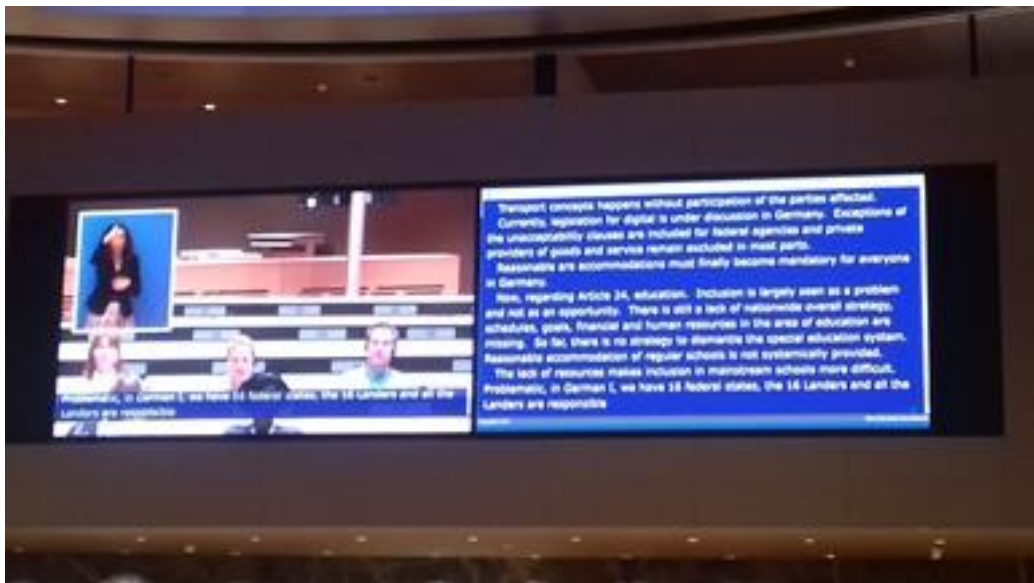 Problematic, in German I, we have 16 federal states, the 16 Landers and all the
Landers are responsible
Transport concepts happens without participation of the parties effected.
Currently, legislation for digital is under discussion in Germany. Exceptions of
the unacceptability clauses are included for federal agencies and private
providers of goods and service remain excluded in most parts.
Reasonable are accommodations must finally become mandatory for everyone
in Germany.
Now, regarding Article 24, education. Inclusion is largely seen as a problem
and not as an opportunity. There is still a lack of nationwide overall strategy,
schedules, goals, financial and human resources in the area of education are
missing. So far, there is no strategy to dismantle the special education system.
Reasonable accommodation of regular schools is not systemically provided.
The lack of resources makes inclusion in mainstream schools more difficult.
Problematic, in German I, we have 16 federal states, the 16 Landers and all the
Landers are responsible